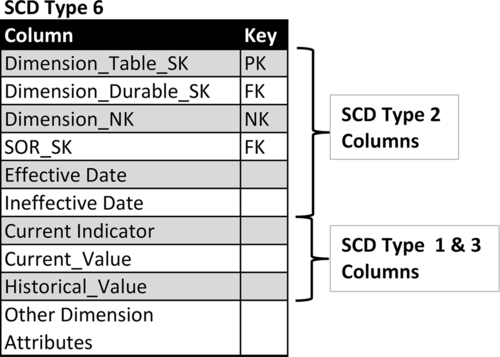 SCD Type 6
Column Key
Dimension_Table_SK PK
Dimension_Durable_SK FK
Dimension_NK NK
SOR_SK FK
Effective Date
Ineffective Date
Current Indicator
Current_Value
Historical_Value
Other Dimension
Attributes
SCD Type 2
Columns
SCD Type 1 & 3
Columns